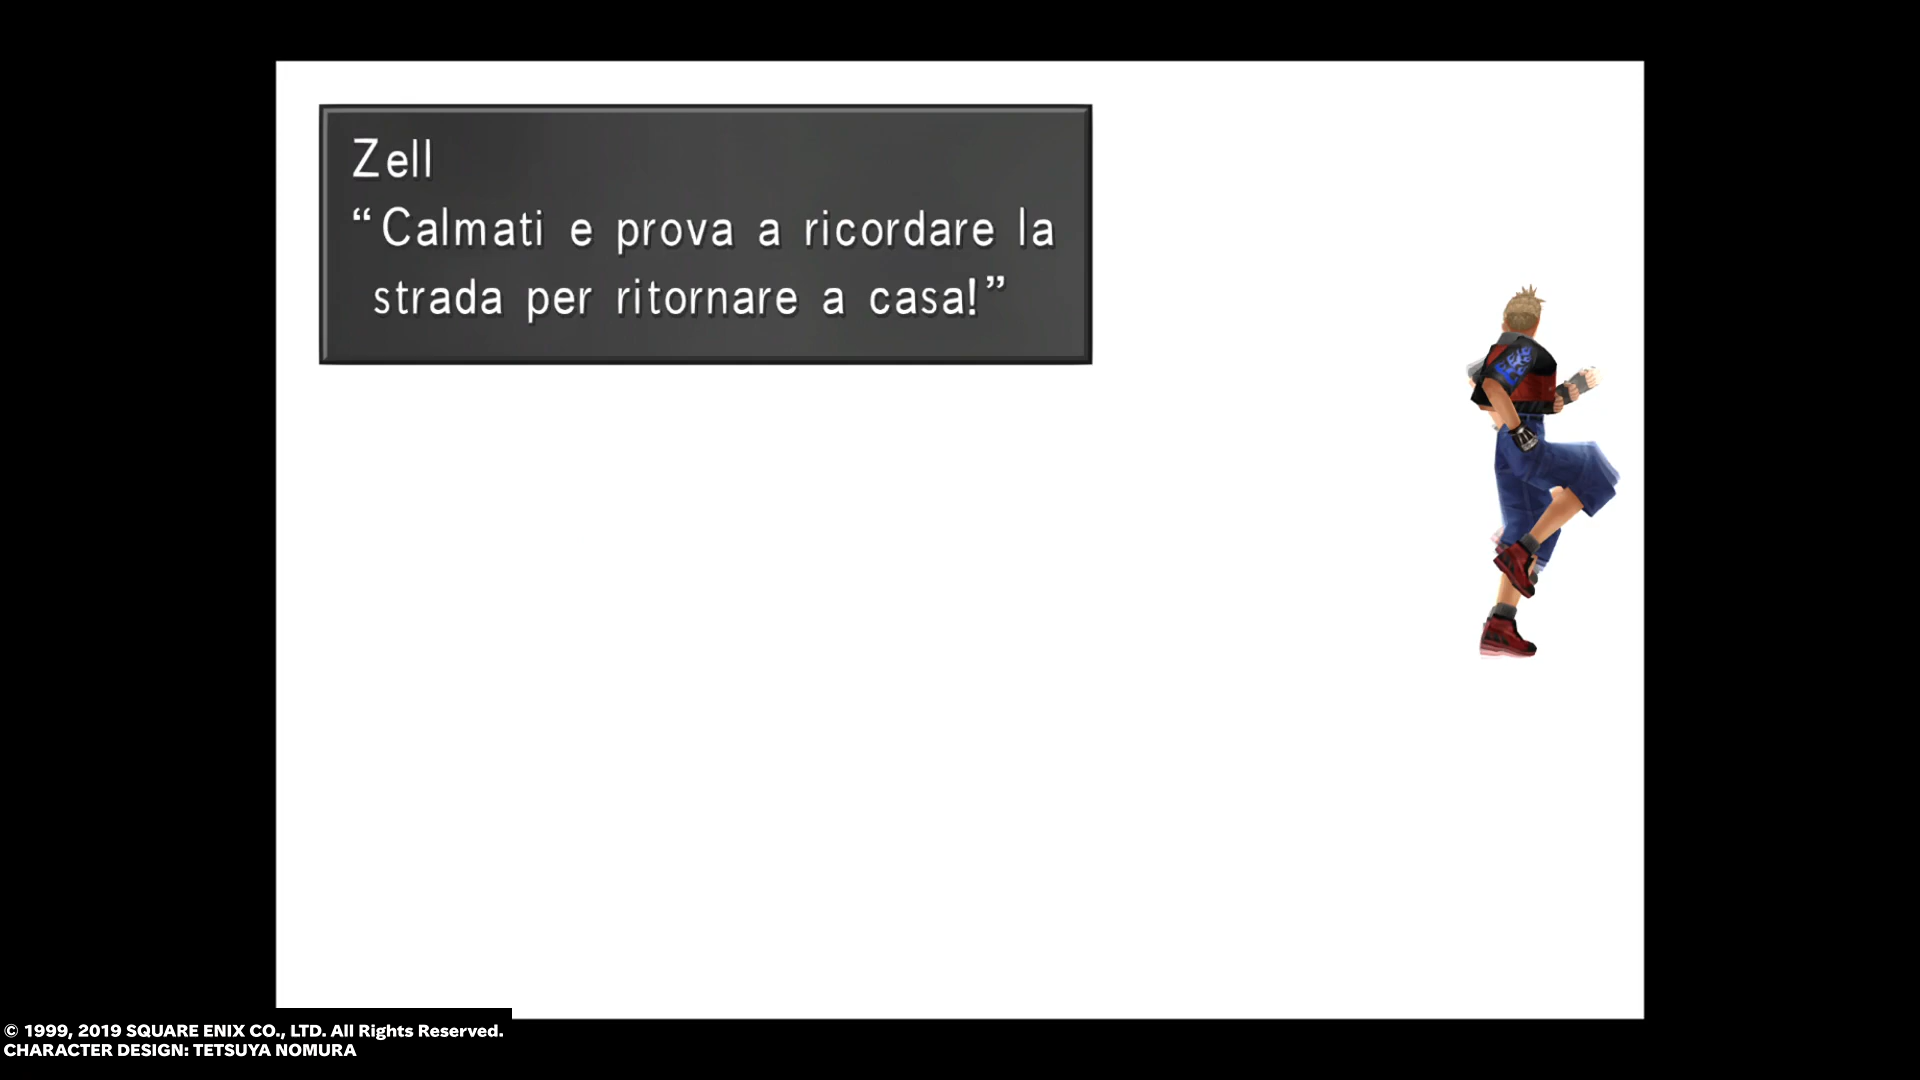 Zell
“Calmati e prova a ricordare la
strada per ritornare a casa!”
© 1999, 2019 SQUARE ENIX CO., LTD. All Rights Reserved.
CHARACTER DESIGN: TETSUYA NOMURA